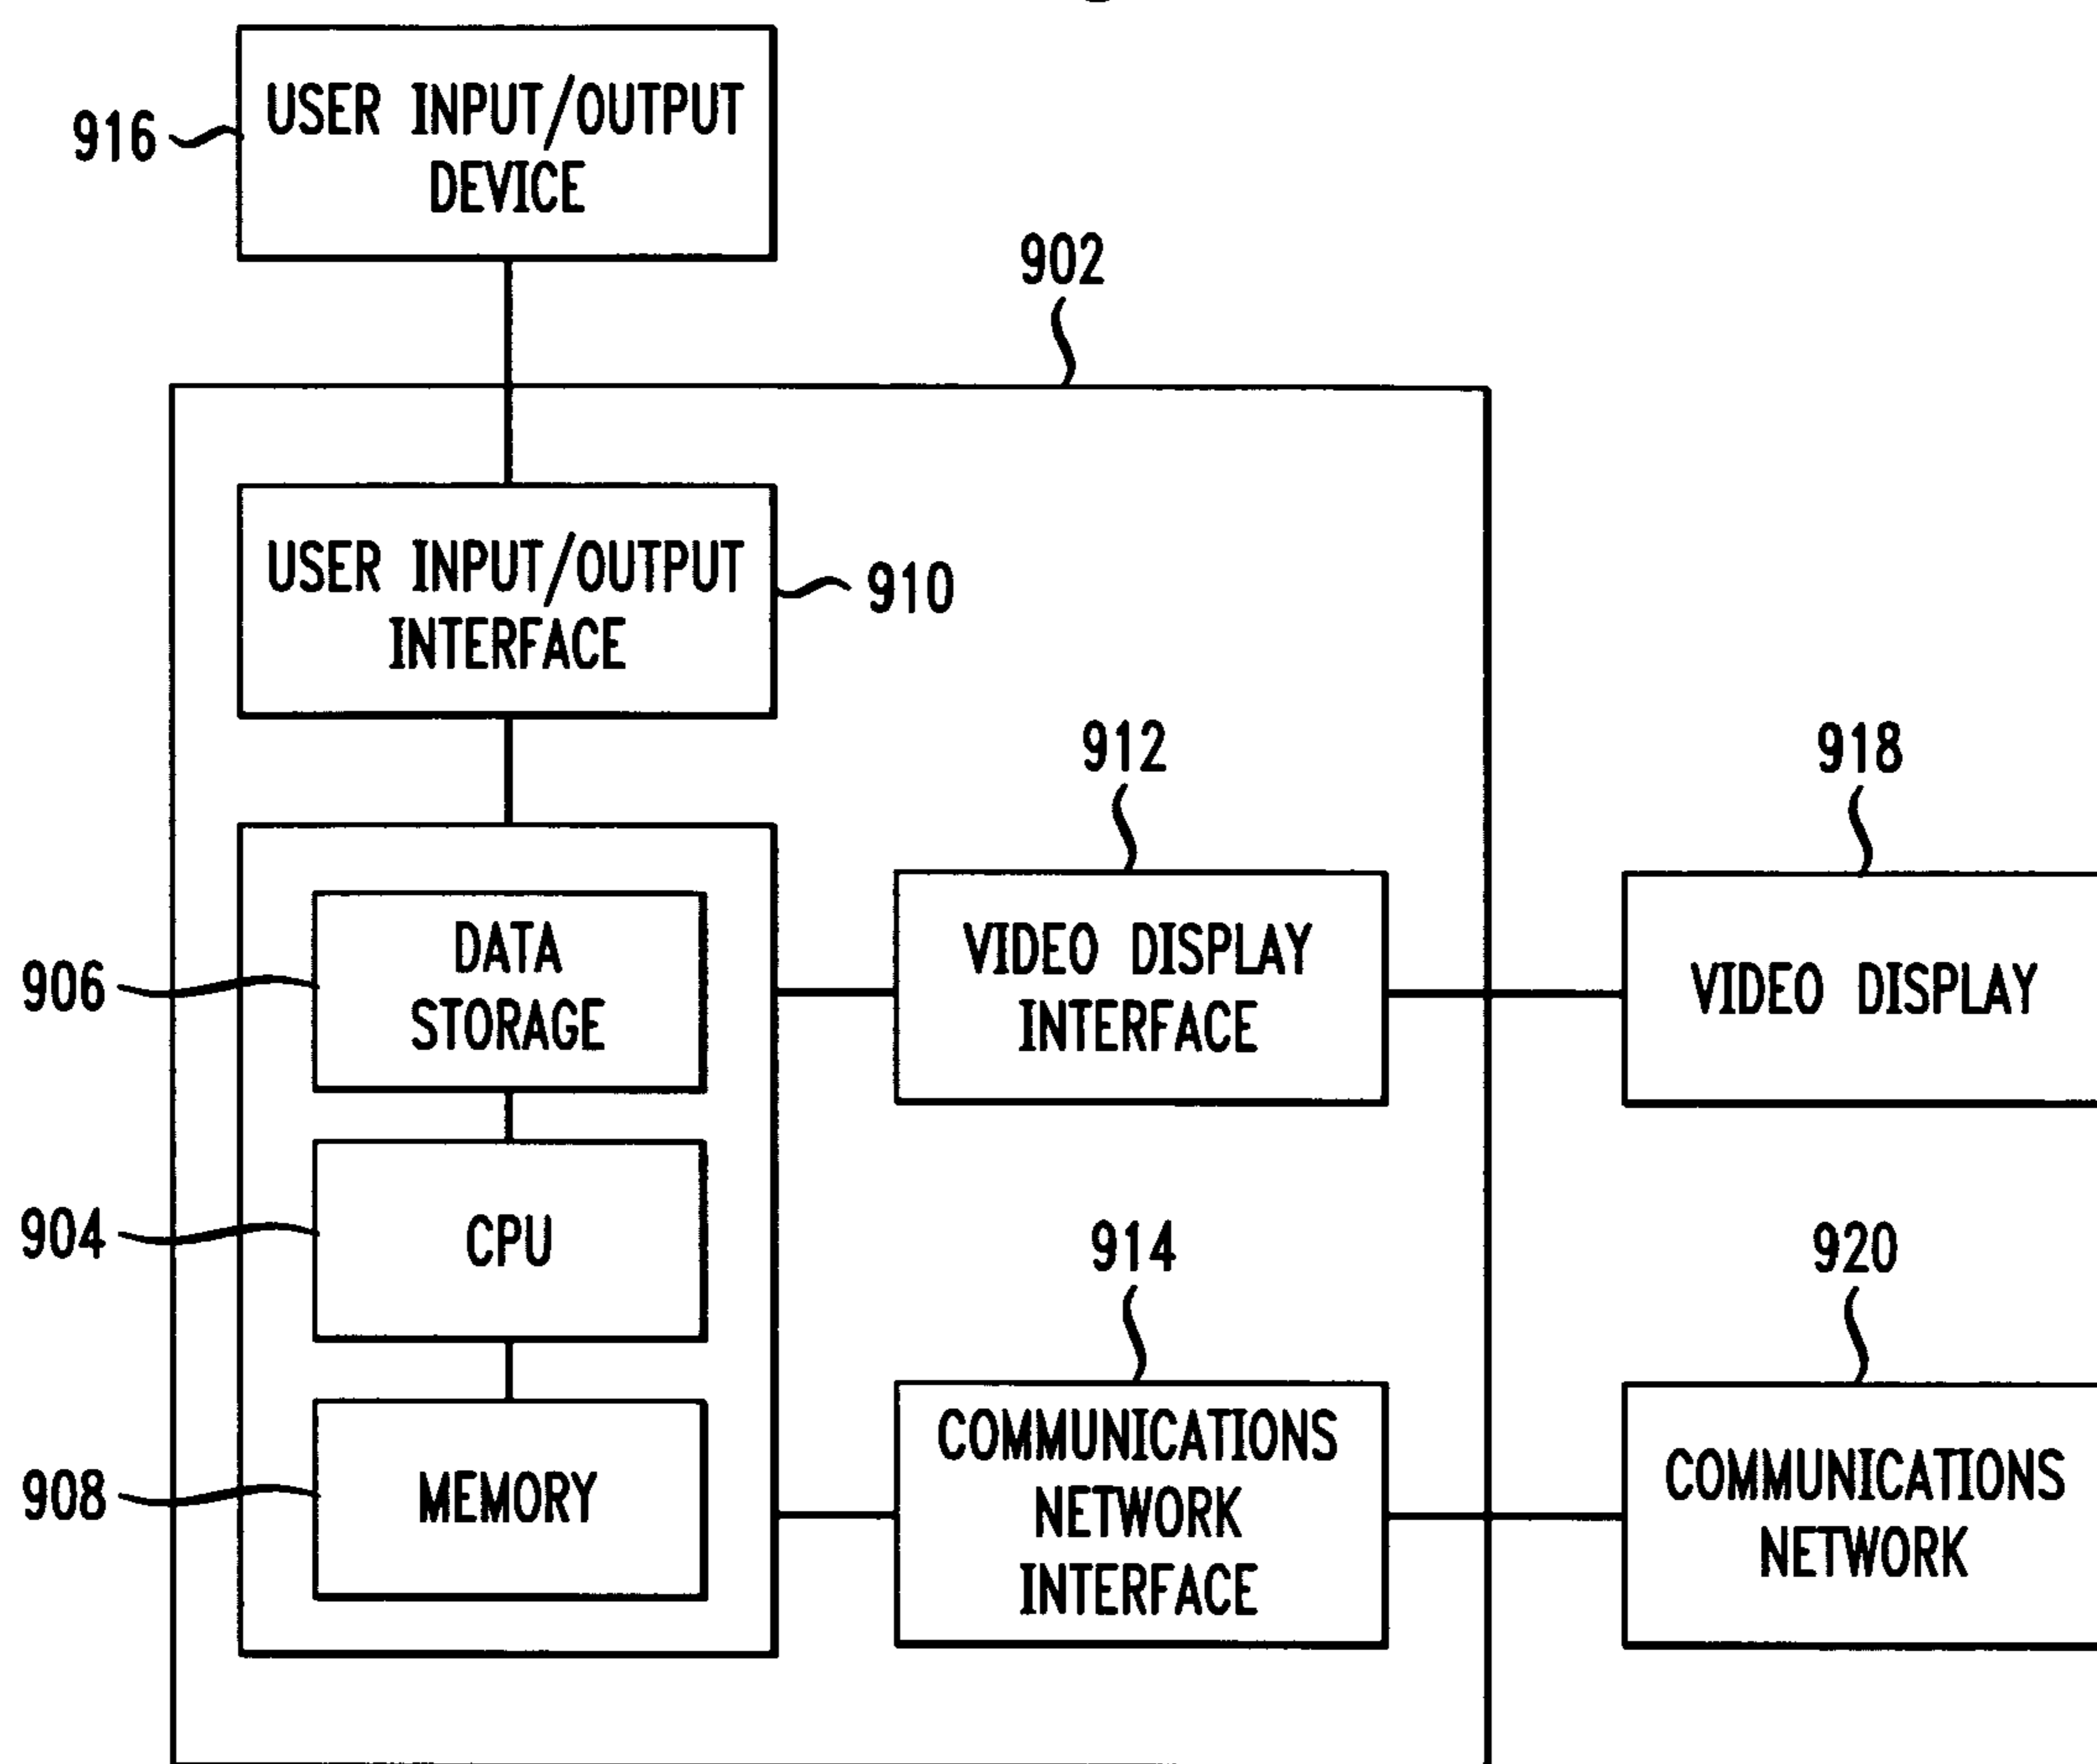 916
USER INPUT/OUTPUT
DEVICE
902
USER INPUT/OUTPUT
INTERFACE
910
912
918
906
DATA
STORAGE
VIDEO DISPLAY
INTERFACE
VIDEO DISPLAY
904
CPU
914
920
908
MEMORY
COMMUNICATIONS
NETWORK
INTERFACE
COMMUNICATIONS
NETWORK